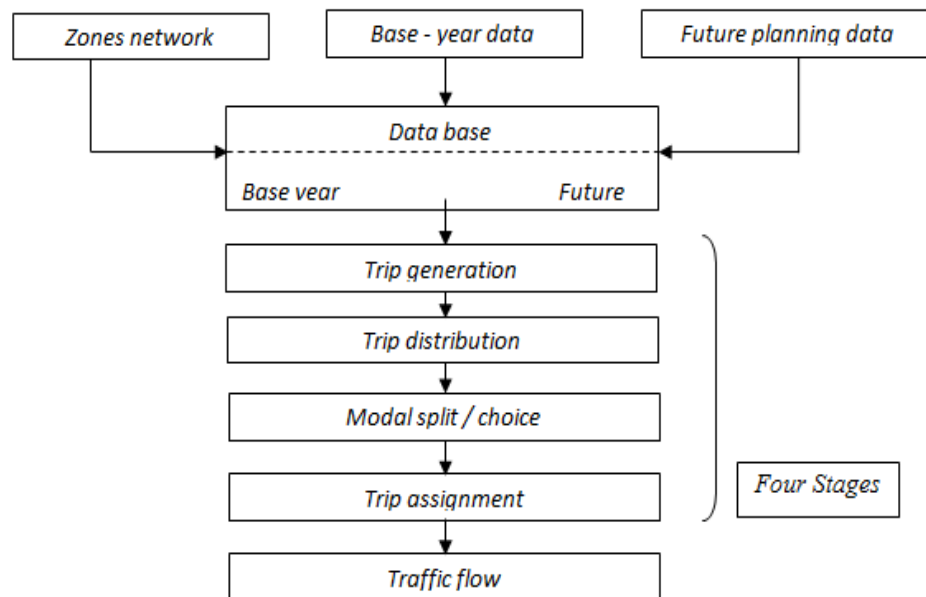 Zones network
Base - year data
Future planning data
Data base
Base vear
Future
Trip generation
Trip distribution
Modal split / choice
Trip assignment
Four Stages
Traffic flow